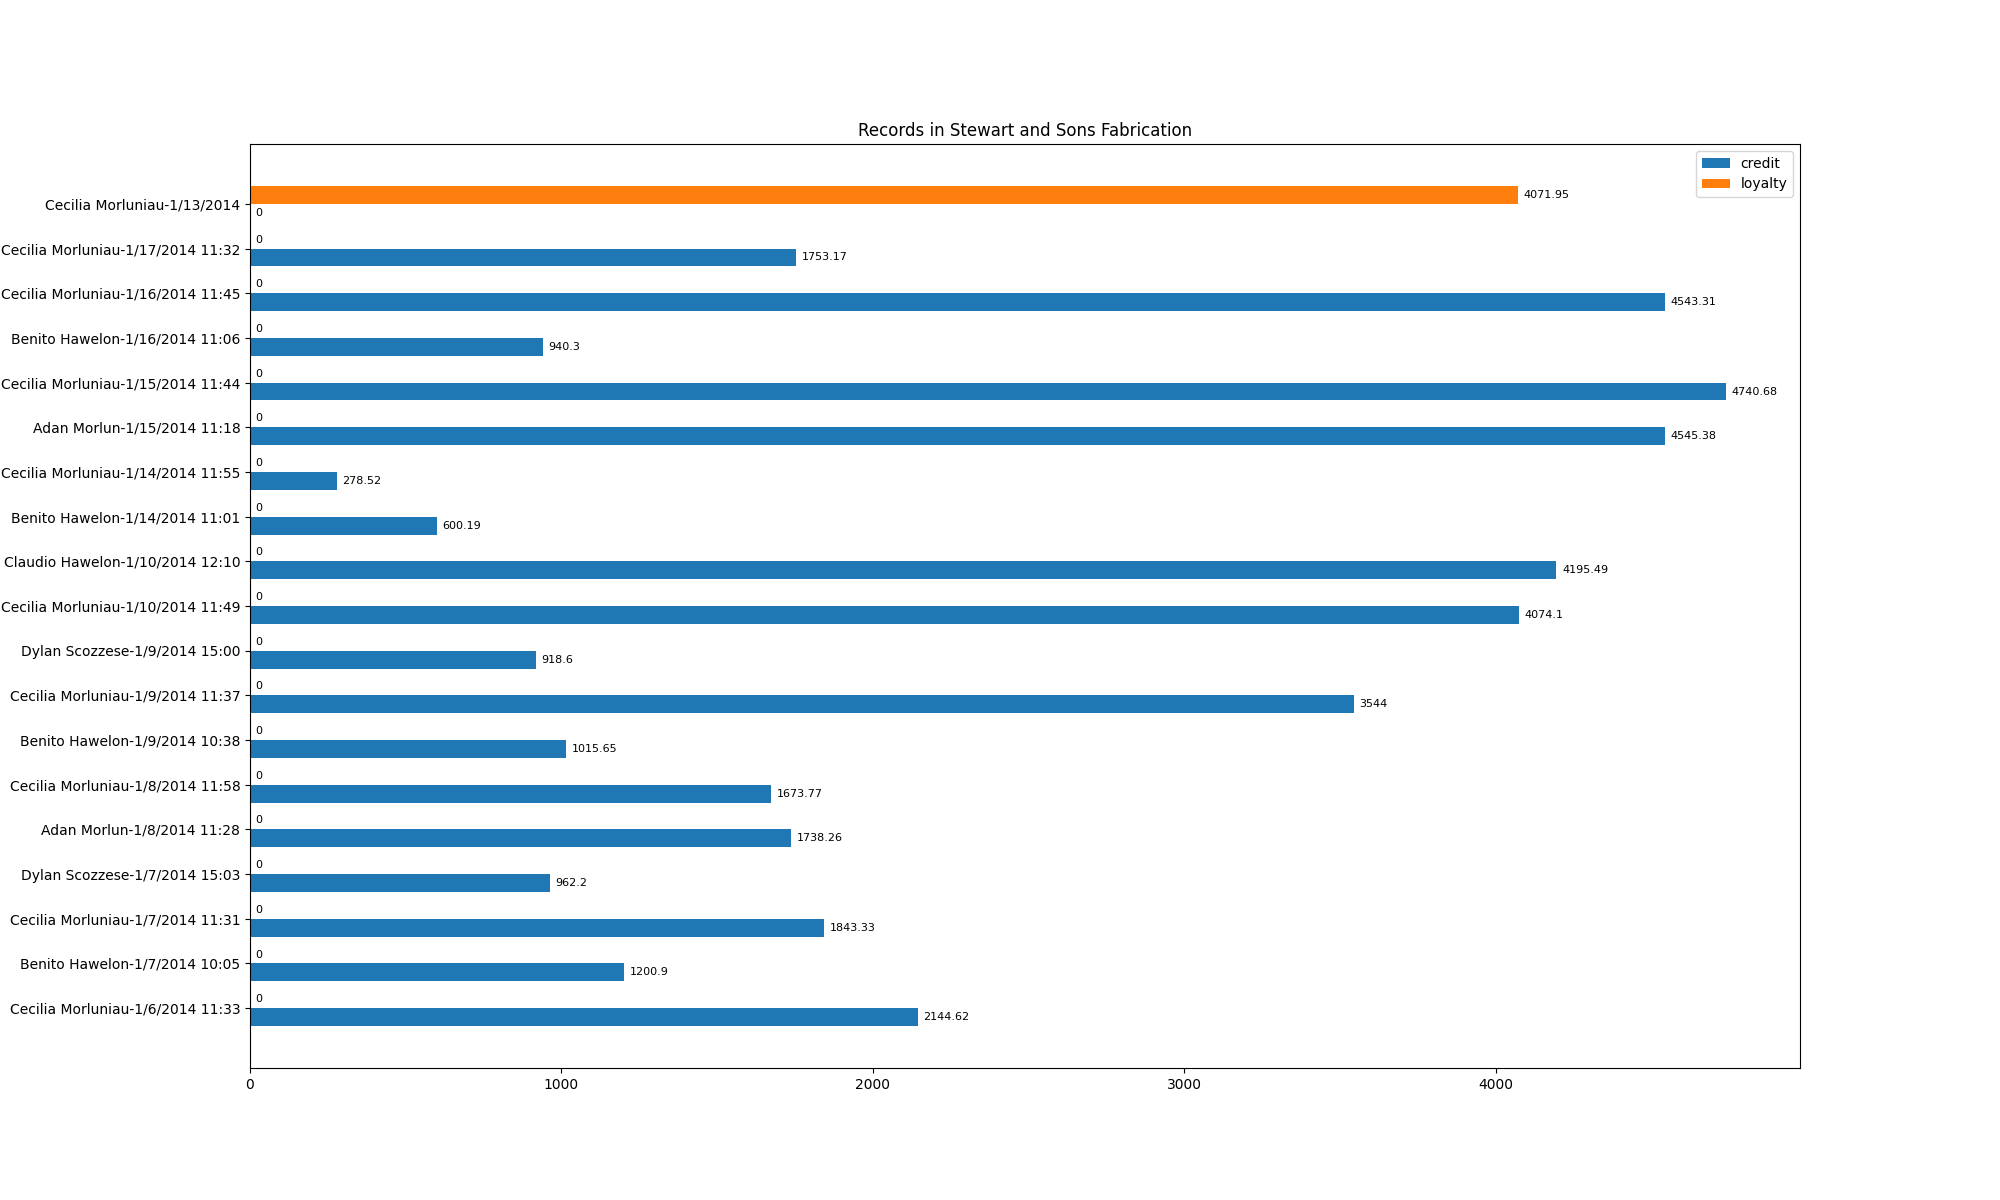 Records in Stewart and Sons Fabrication
credit
loyalty
Cecilia Morluniau-1/13/2014
4071.95
0
Cecilia Morluniau-1/17/2014 11:32
0
1753.17
Cecilia Morluniau-1/16/2014 11:45
0
4543.31
Benito Hawelon-1/16/2014 11:06
0
940.3
Cecilia Morluniau-1/15/2014 11:44
0
4740.68
Adan Morlun-1/15/2014 11:18
0
4545.38
Cecilia Morluniau-1/14/2014 11:55
0
278.52
Benito Hawelon-1/14/2014 11:01
0
600.19
Claudio Hawelon-1/10/2014 12:10
0
4195.49
Cecilia Morluniau-1/10/2014 11:49
0
4074.1
Dylan Scozzese-1/9/2014 15:00
0
918.6
Cecilia Morluniau-1/9/2014 11:37
0
3544
Benito Hawelon-1/9/2014 10:38
0
1015.65
Cecilia Morluniau-1/8/2014 11:58
0
1673.77
Adan Morlun-1/8/2014 11:28
0
1738.26
Dylan Scozzese-1/7/2014 15:03
0
962.2
Cecilia Morluniau-1/7/2014 11:31
0
1843.33
Benito Hawelon-1/7/2014 10:05
0
1200.9
Cecilia Morluniau-1/6/2014 11:33
0
2144.62
0 1000 2000 3000 4000